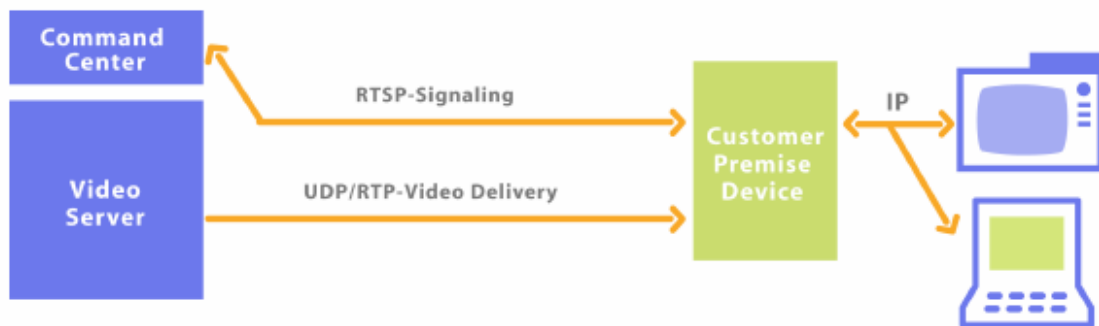 Command
Center
RTSP-Signaling
IP
Customer
Premise
Device
Video
Server
UDP/RTP-Video Delivery